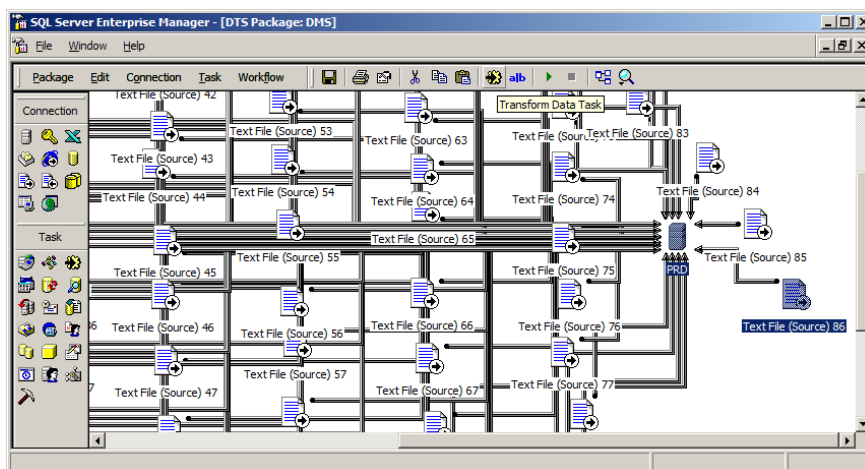 SQL Server Enterprise Manager - [DTS Package: DMS]
File Window Help
Package Edit Connection Task Workflow
a|b
Connection
Task
Transform Data Task
Text File (Source) 42
Text File (Source) 53
Text File (Source) 63
Text File (Source) 83
Text File (Source) 43
Text File (Source) 44
Text File (Source) 54
Text File (Source) 64
Text File (Source) 74
Text File (Source) 84
Text File (Source) 65
Text File (Source) 45
Text File (Source) 55
Text File (Source) 75
Text File (Source) 85
PRD
Text File (Source) 46
Text File (Source) 56
Text File (Source) 66
Text File (Source) 76
Text File (Source) 86
Text File (Source) 47
Text File (Source) 57
Text File (Source) 67
Text File (Source) 77